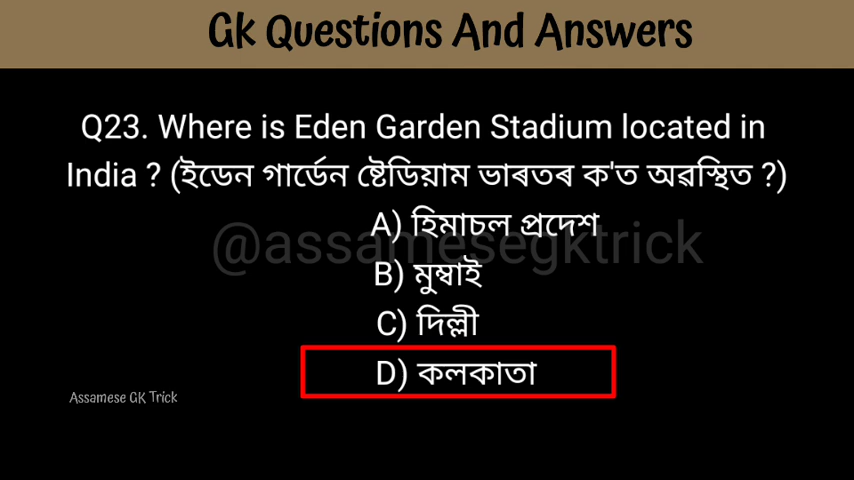 Gk Questions And Answers
Q23. Where is Eden Garden Stadium located in
India ? (ইডেন গাৰ্ডেন ষ্টেডিয়াম ভাৰতৰ ক'ত অৱস্থিত ?)
A) হিমাচল প্ৰদেশ
@assamesegktrick
B) মুম্বাই
C) দিল্লী
D) কলকাতা
Assamese GK Trick